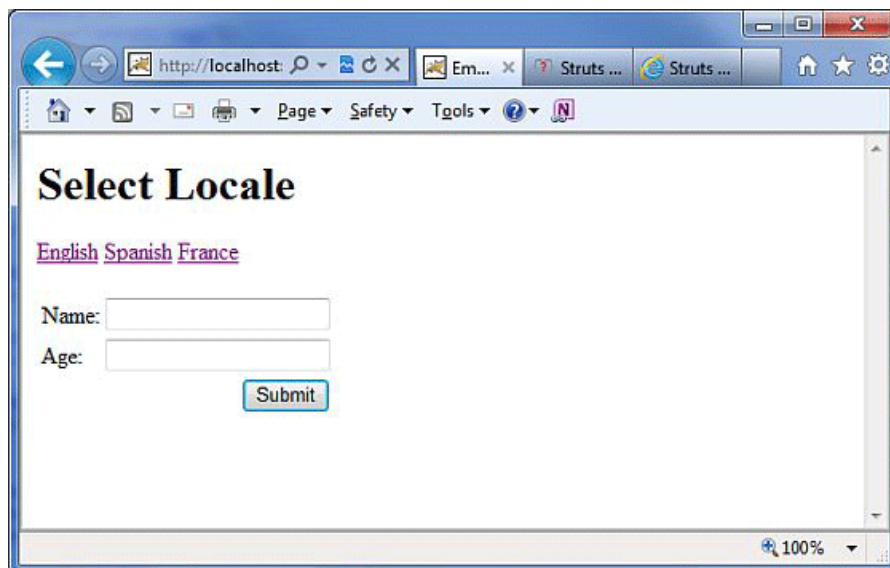 http://localhost: Em... Struts ... Struts ...
Page Safety Tools
Select Locale
English Spanish France
Name:
Age:
Submit
100%